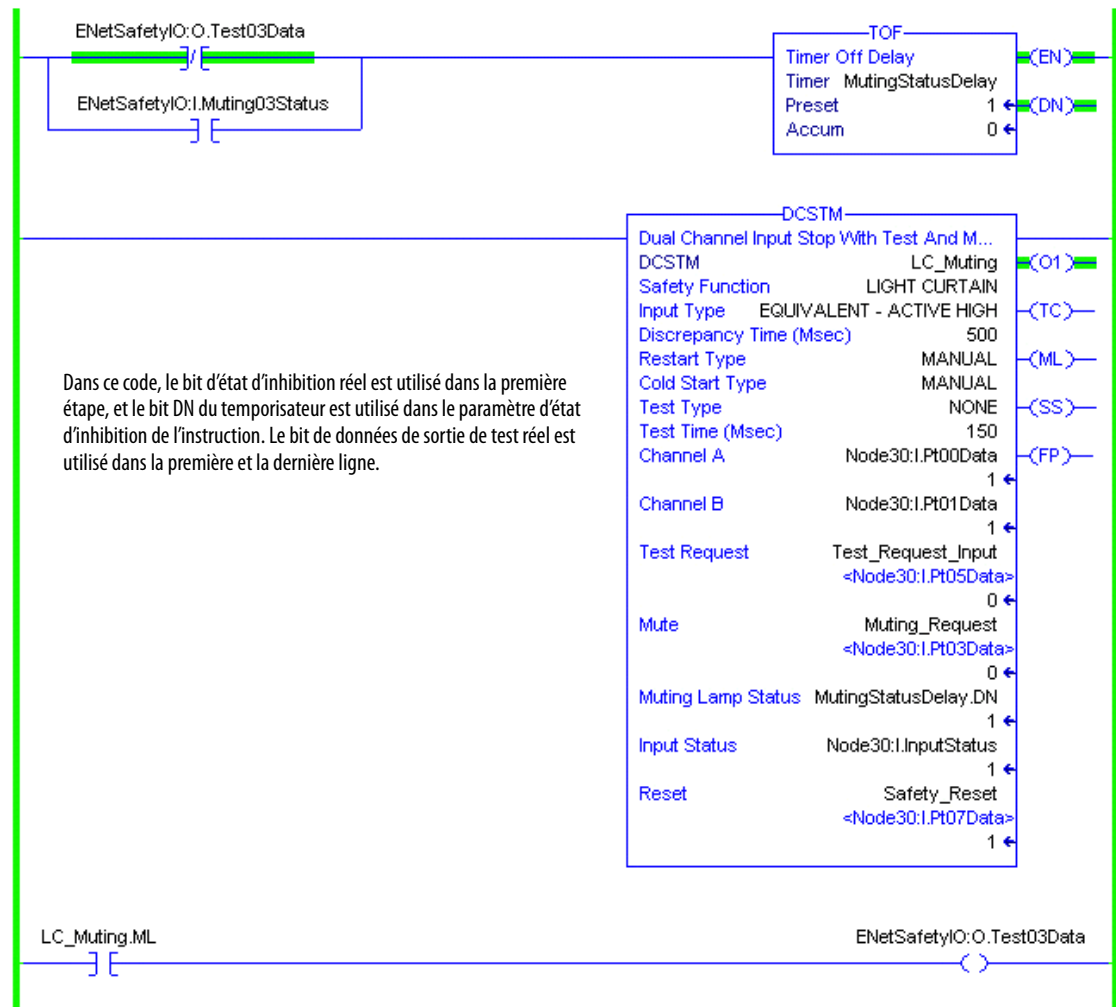 ENetSafetyIO:O.Test03Data
ENetSafetyIO:I.Muting03Status
TOF
Timer Off Delay
Timer MutingStatusDelay
Preset 1
Accum 0
(EN)
(DN)
DCSTM
Dual Channel Input Stop With Test And M...
DCSTM LC_Muting
Safety Function LIGHT CURTAIN
Input Type EQUIVALENT - ACTIVE HIGH
Discrepancy Time (Msec) 500
Restart Type MANUAL
Cold Start Type MANUAL
Test Type NONE
Test Time (Msec) 150
Channel A Node30:I.Pt00Data
1
Channel B Node30:I.Pt01Data
1
Test Request Test_Request_Input
<Node30:I.Pt05Data>
0
Mute Muting_Request
<Node30:I.Pt03Data>
0
Muting Lamp Status MutingStatusDelay.DN
1
Input Status Node30:I.InputStatus
1
Reset Safety_Reset
<Node30:I.Pt07Data>
1
(O1)
(TC)
(ML)
(SS)
(FP)
Dans ce code, le bit d’état d’inhibition réel est utilisé dans la première
étape, et le bit DN du temporisateur est utilisé dans le paramètre d’état
d’inhibition de l’instruction. Le bit de données de sortie de test réel est
utilisé dans la première et la dernière ligne.
LC_Muting.ML
ENetSafetyIO:O.Test03Data